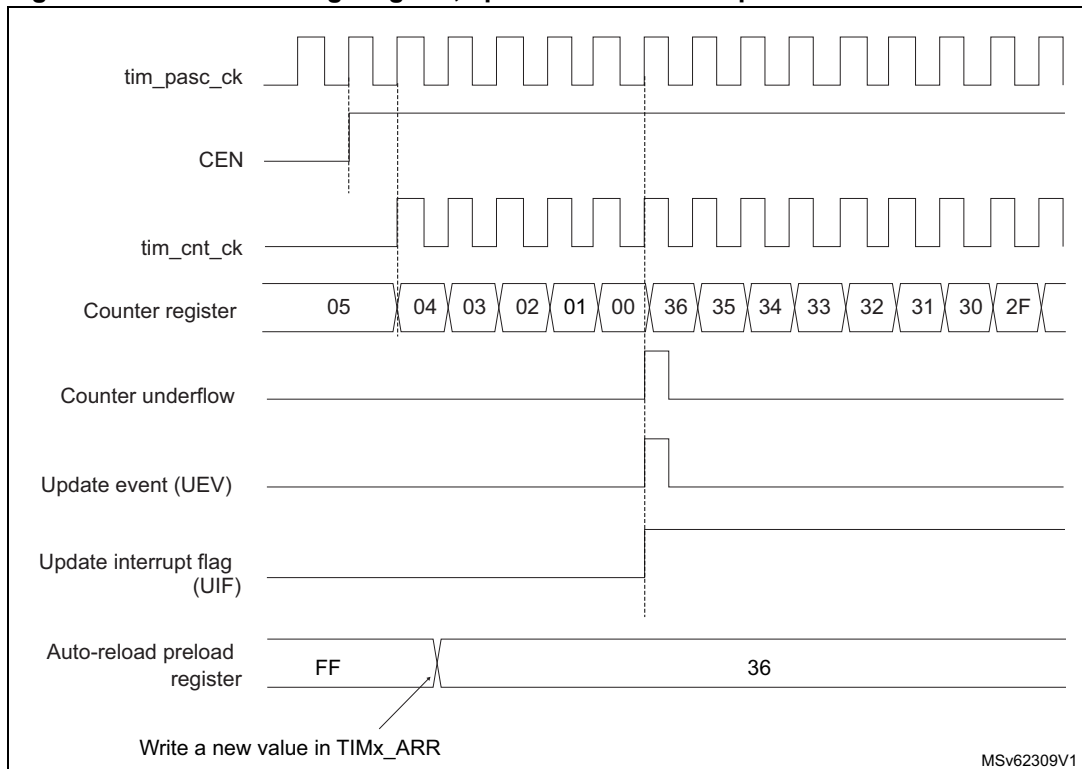 tim_pasc_ck
CEN
tim_cnt_ck
Counter register 05 04 03 02 01 00 36 35 34 33 32 31 30 2F
Counter underflow
Update event (UEV)
Update interrupt flag
(UIF)
Auto-reload preload
register
FF 36
Write a new value in TIMx_ARR
MSv62309V1